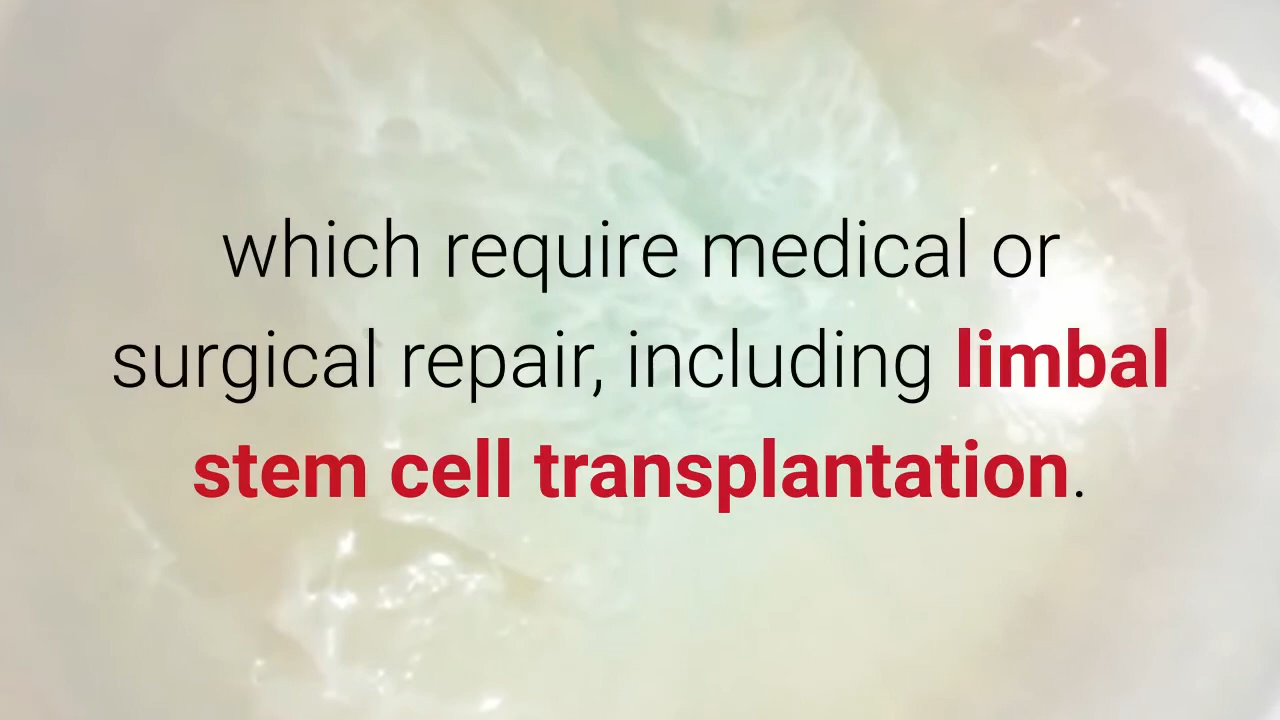 which require medical or
surgical repair, including limbal
stem cell transplantation.